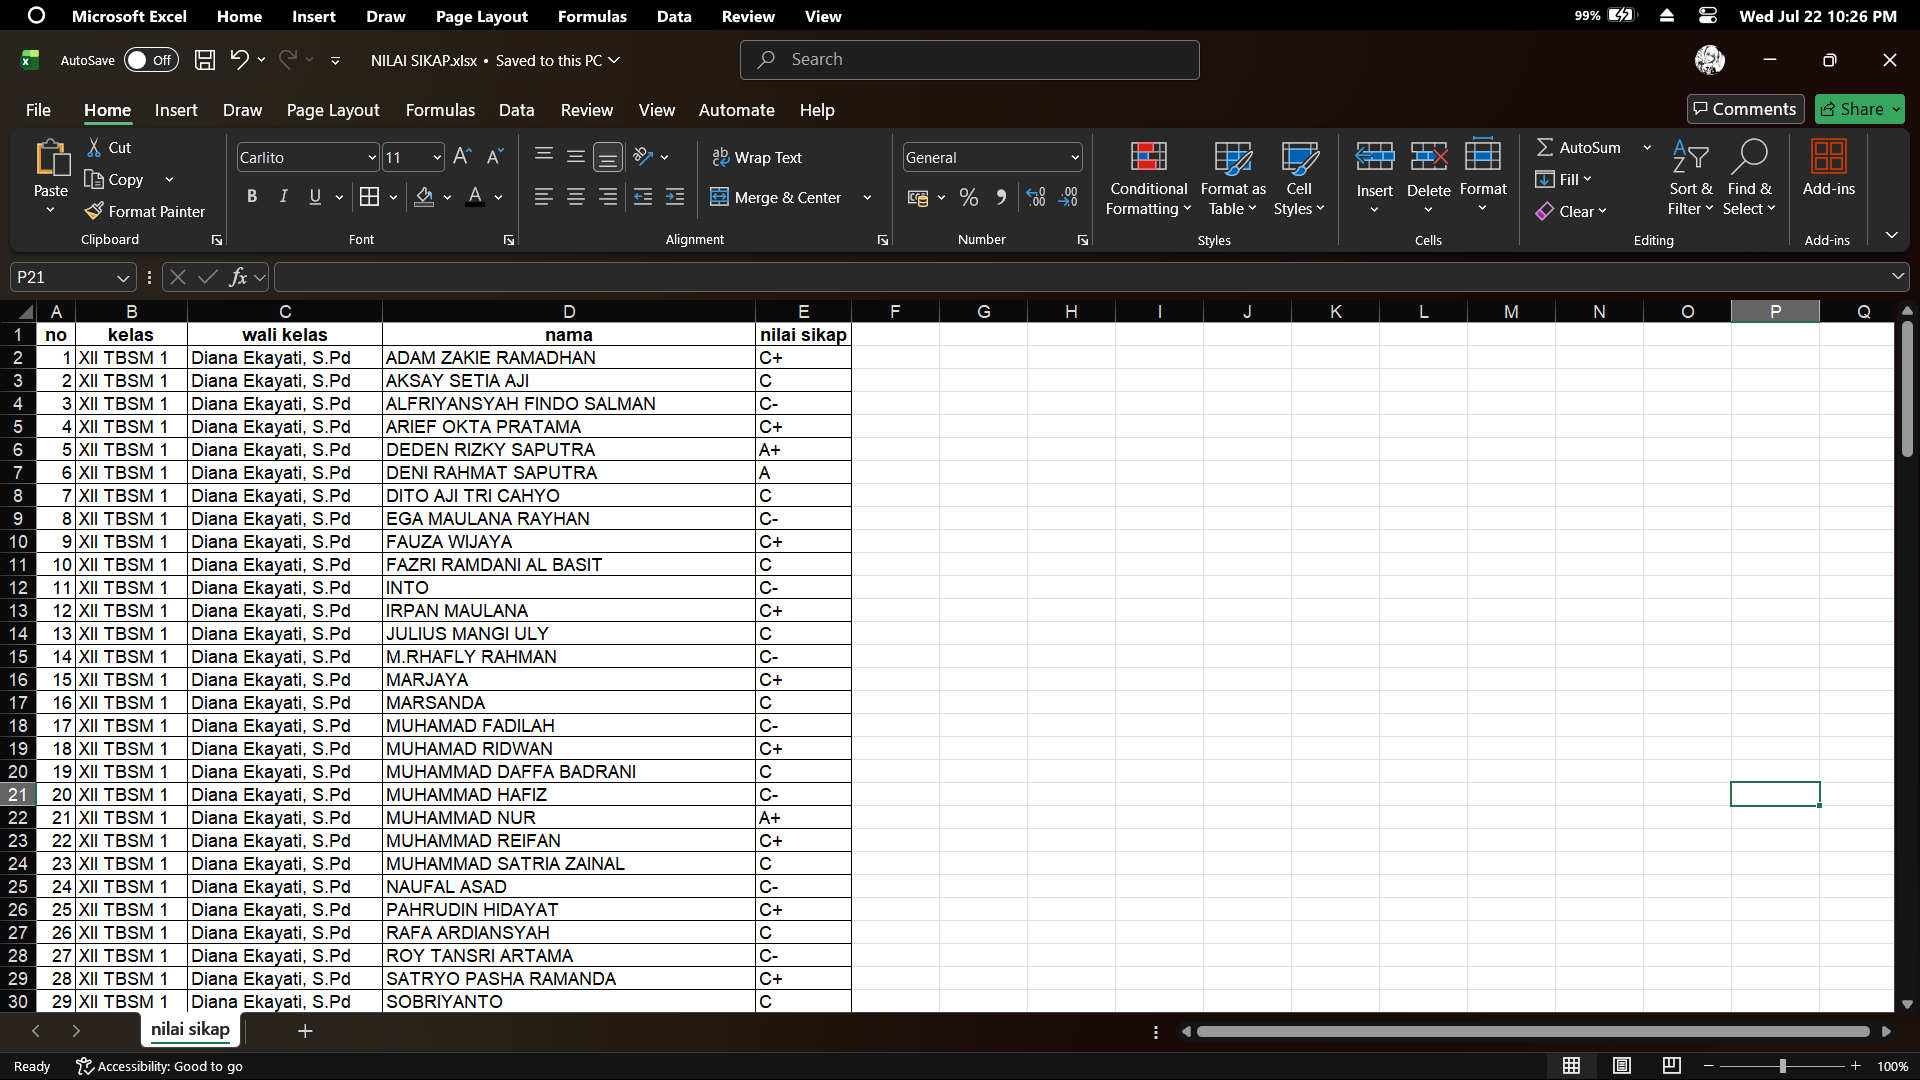 Microsoft Excel Home Insert Draw Page Layout Formulas Data Review View 99% Wed Jul 22 10:26 PM
AutoSave Off NILAI SIKAP.xlsx • Saved to this PC Search
File Home Insert Draw Page Layout Formulas Data Review View Automate Help Comments Share
Paste Cut Copy Format Painter Clipboard
Carlito 11 B I U A Font
ab Wrap Text Merge & Center Alignment
General % Number
Conditional Formatting Format as Table Cell Styles Styles
Insert Delete Format Cells
AutoSum Fill Clear Sort & Filter Find & Select Editing
Add-ins Add-ins
P21 fx
A B C D E F G H I J K L M N O P Q
1 no kelas wali kelas nama nilai sikap
2 1 XII TBSM 1 Diana Ekayati, S.Pd ADAM ZAKIE RAMADHAN C+
3 2 XII TBSM 1 Diana Ekayati, S.Pd AKSAY SETIA AJI C
4 3 XII TBSM 1 Diana Ekayati, S.Pd ALFRIYANSYAH FINDO SALMAN C-
5 4 XII TBSM 1 Diana Ekayati, S.Pd ARIEF OKTA PRATAMA C+
6 5 XII TBSM 1 Diana Ekayati, S.Pd DEDEN RIZKY SAPUTRA A+
7 6 XII TBSM 1 Diana Ekayati, S.Pd DENI RAHMAT SAPUTRA A
8 7 XII TBSM 1 Diana Ekayati, S.Pd DITO AJI TRI CAHYO C
9 8 XII TBSM 1 Diana Ekayati, S.Pd EGA MAULANA RAYHAN C-
10 9 XII TBSM 1 Diana Ekayati, S.Pd FAUZA WIJAYA C+
11 10 XII TBSM 1 Diana Ekayati, S.Pd FAZRI RAMDANI AL BASIT C
12 11 XII TBSM 1 Diana Ekayati, S.Pd INTO C-
13 12 XII TBSM 1 Diana Ekayati, S.Pd IRPAN MAULANA C+
14 13 XII TBSM 1 Diana Ekayati, S.Pd JULIUS MANGI ULY C
15 14 XII TBSM 1 Diana Ekayati, S.Pd M.RHAFLY RAHMAN C-
16 15 XII TBSM 1 Diana Ekayati, S.Pd MARJAYA C+
17 16 XII TBSM 1 Diana Ekayati, S.Pd MARSANDA C
18 17 XII TBSM 1 Diana Ekayati, S.Pd MUHAMAD FADILAH C-
19 18 XII TBSM 1 Diana Ekayati, S.Pd MUHAMAD RIDWAN C+
20 19 XII TBSM 1 Diana Ekayati, S.Pd MUHAMMAD DAFFA BADRANI C
21 20 XII TBSM 1 Diana Ekayati, S.Pd MUHAMMAD HAFIZ C-
22 21 XII TBSM 1 Diana Ekayati, S.Pd MUHAMMAD NUR A+
23 22 XII TBSM 1 Diana Ekayati, S.Pd MUHAMMAD REIFAN C+
24 23 XII TBSM 1 Diana Ekayati, S.Pd MUHAMMAD SATRIA ZAINAL C
25 24 XII TBSM 1 Diana Ekayati, S.Pd NAUFAL ASAD C-
26 25 XII TBSM 1 Diana Ekayati, S.Pd PAHRUDIN HIDAYAT C+
27 26 XII TBSM 1 Diana Ekayati, S.Pd RAFA ARDIANSYAH C
28 27 XII TBSM 1 Diana Ekayati, S.Pd ROY TANSRI ARTAMA C-
29 28 XII TBSM 1 Diana Ekayati, S.Pd SATRYO PASHA RAMANDA C+
30 29 XII TBSM 1 Diana Ekayati, S.Pd SOBRIYANTO C
nilai sikap
Ready Accessibility: Good to go 100%